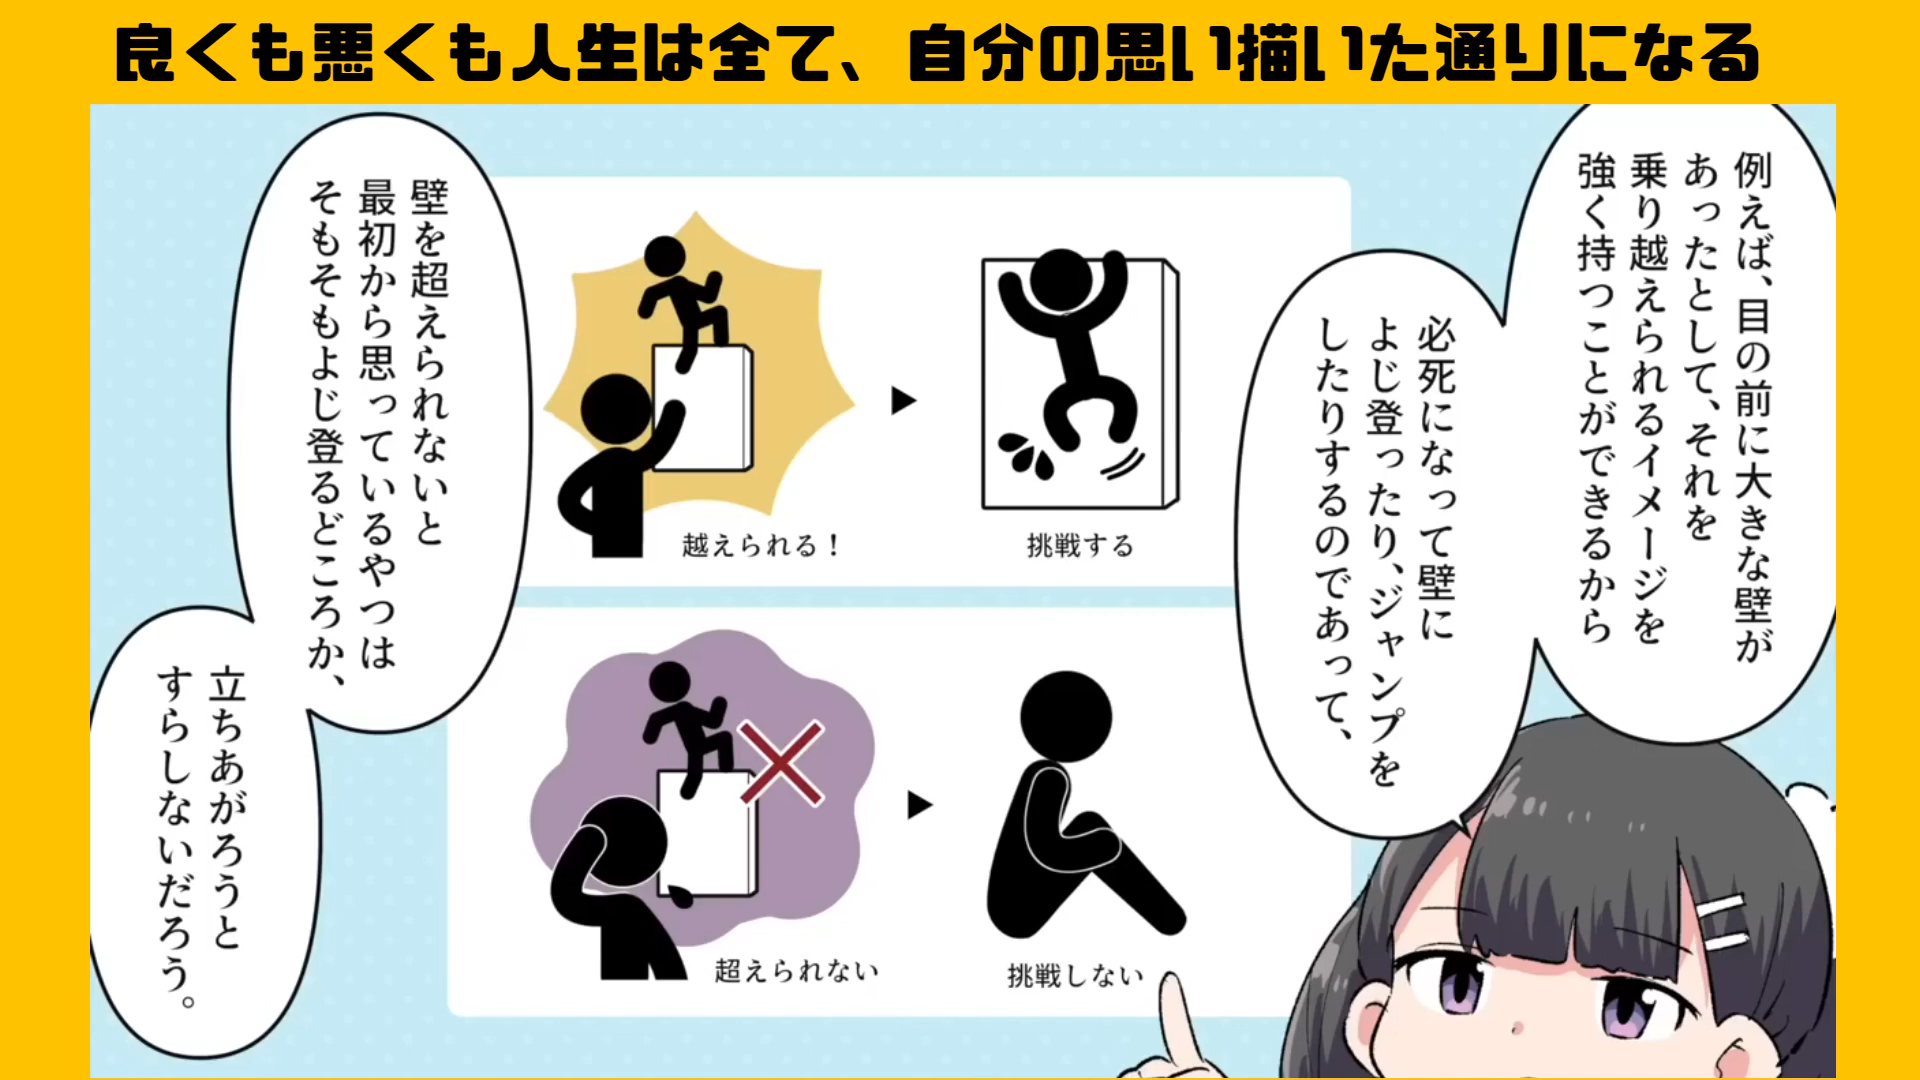 良くも悪くも人生は全て、自分の思い描いた通りになる
例えば、目の前に大きな壁が
あったとして、それを
乗り越えられるイメージを
強く持つことができるから
必死になって壁に
よじ登ったり、ジャンプを
したりするのであって、
越えられる！
挑戦する
超えられない
挑戦しない
壁を超えられないと
最初から思っているやつは
そもそもよじ登るどころか、
立ちあがろうと
すらしないだろう。